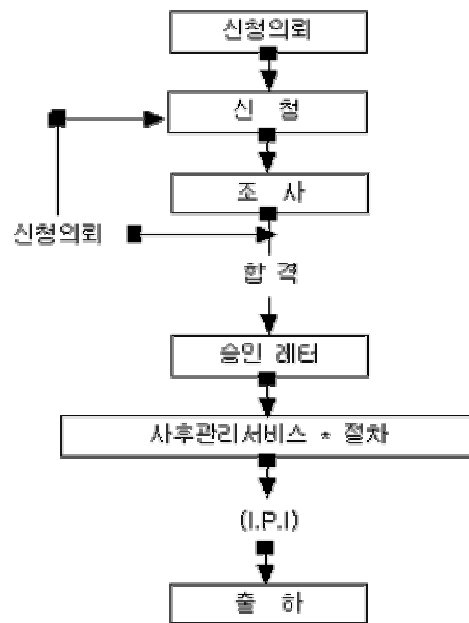 신청의뢰
신 청
조 사
신청의뢰
합 격
승인 레터
사후관리서비스 * 절차
(I.P.I)
출 하